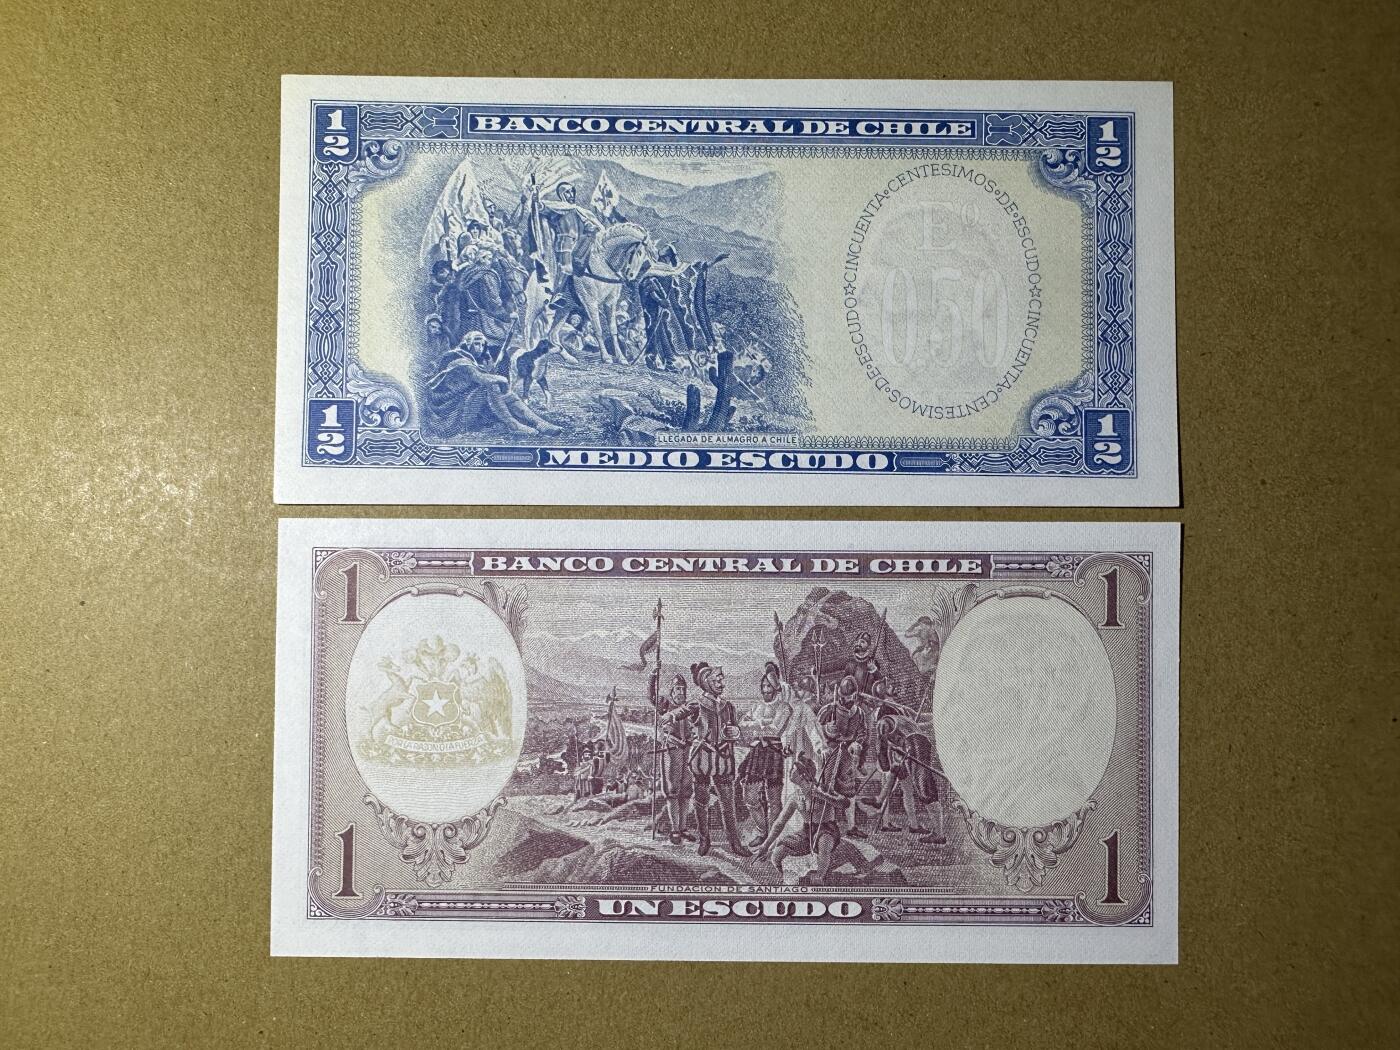 1/2
BANCO CENTRAL DE CHILE
1/2
☆CINCUENTA∘CENTESIMOS∘DE∘ESCUDO☆CINCUENTA∘CENTESIMOS∘DE∘ESCUDO
Eº
0,50
LLEGADA DE ALMAGRO A CHILE
1/2
MEDIO ESCUDO
1/2
1
BANCO CENTRAL DE CHILE
1
POR LA RAZON O LA FUERZA
FUNDACION DE SANTIAGO
1
UN ESCUDO
1